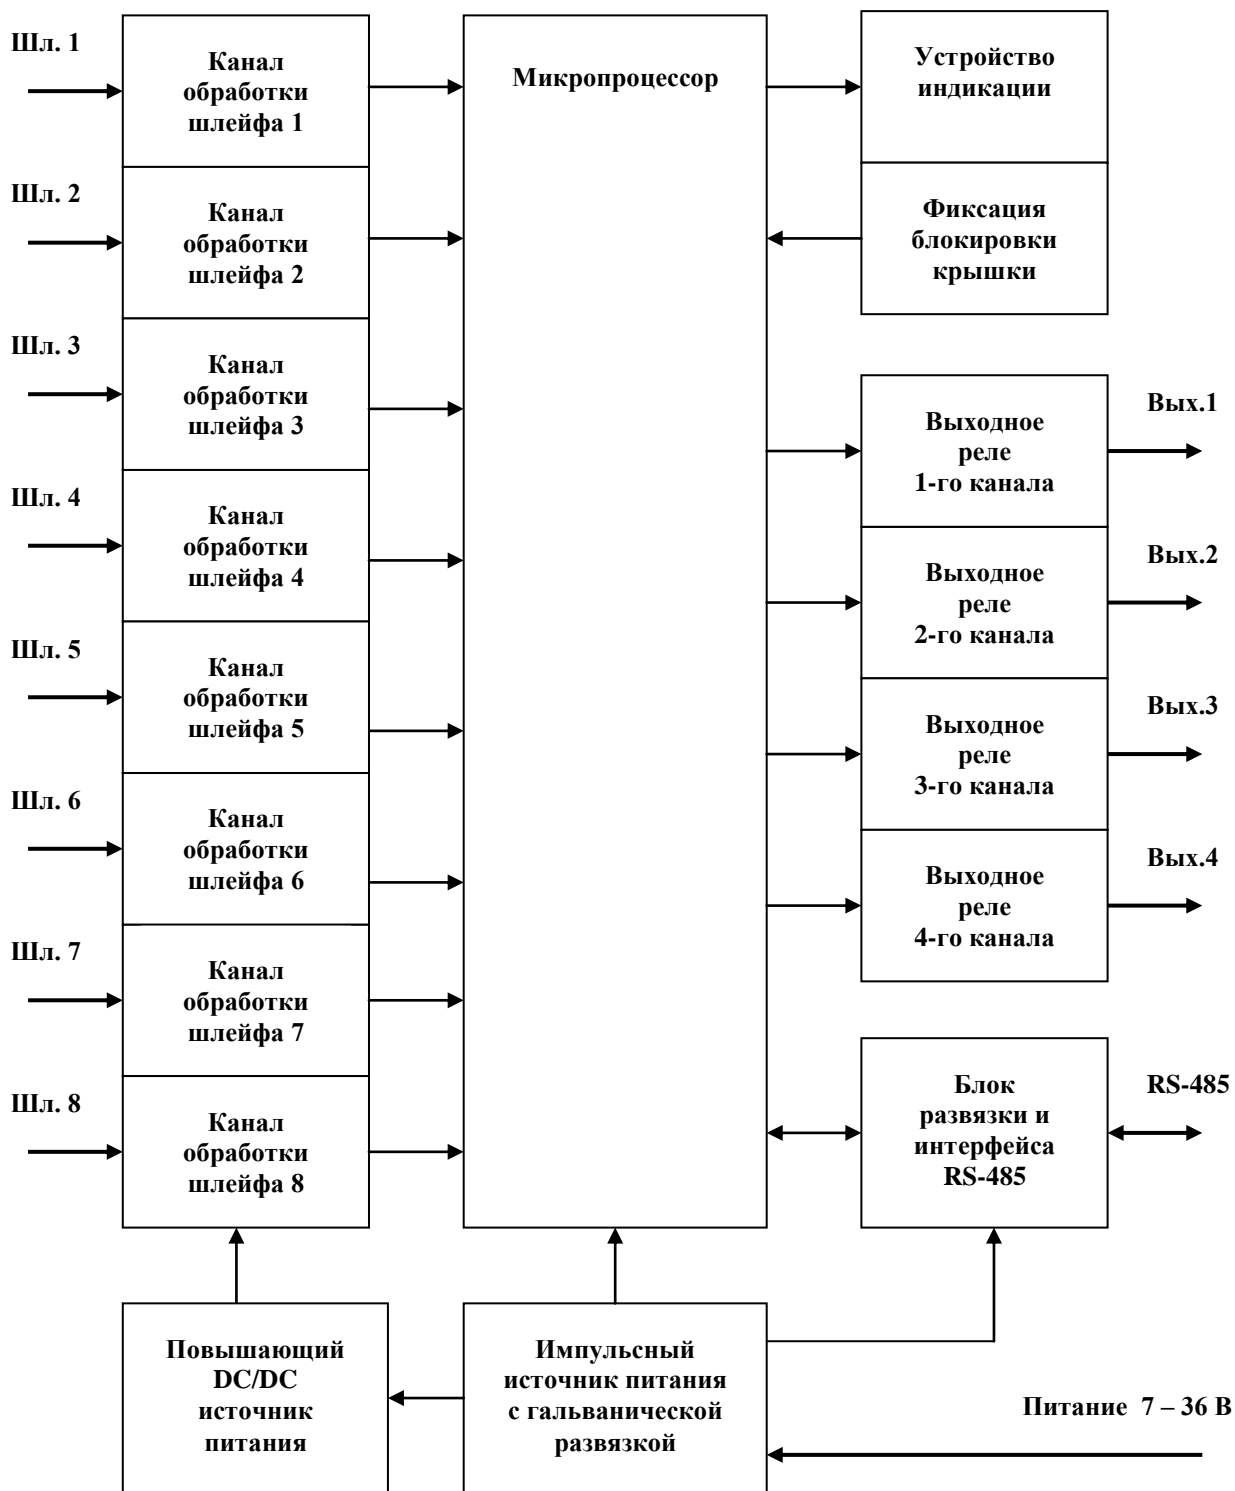 Шл. 1
Канал
обработки
шлейфа 1
Шл. 2
Канал
обработки
шлейфа 2
Шл. 3
Канал
обработки
шлейфа 3
Шл. 4
Канал
обработки
шлейфа 4
Шл. 5
Канал
обработки
шлейфа 5
Шл. 6
Канал
обработки
шлейфа 6
Шл. 7
Канал
обработки
шлейфа 7
Шл. 8
Канал
обработки
шлейфа 8
Микропроцессор
Устройство
индикации
Фиксация
блокировки
крышки
Выходное
реле
1-го канала
Вых.1
Выходное
реле
2-го канала
Вых.2
Выходное
реле
3-го канала
Вых.3
Выходное
реле
4-го канала
Вых.4
Блок
развязки и
интерфейса
RS-485
RS-485
Повышающий
DC/DC
источник
питания
Импульсный
источник питания
с гальванической
развязкой
Питание 7 – 36 В